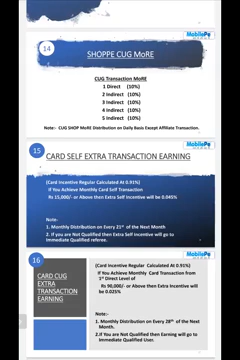 MobilePe
14
SHOPPE CUG MoRE
CUG Transaction MoRE
1 Direct (10%)
2 Indirect (10%)
3 Indirect (10%)
4 Indirect (10%)
5 Indirect (10%)
Note:- CUG SHOP MoRE Distribution on Daily Basis Except Affiliate Transaction.
15
CARD SELF EXTRA TRANSACTION EARNING
MobilePe
(Card Incentive Regular Calculated At 0.91%)
If You Achieve Monthly Card Self Transaction
Rs 15,000/- or Above then Extra Self Incentive will be 0.045%
Note:-
1. Monthly Distribution on Every 21st of the Next Month
2. If you are Not Qualified then Extra Self incentive will go to
Immediate Qualified referee.
16
MobilePe
CARD CUG
EXTRA
TRANSACTION
EARNING
(Card Incentive Regular Calculated At 0.91%)
If You Achieve Monthly Card Transaction from
1st Direct Level of
Rs 90,000/- or Above then Extra Incentive will
be 0.025%
Note:-
1. Monthly Distribution on Every 28th of the Next
Month.
2.If you are Not Qualified then Earning will go to
Immediate Qualified User.